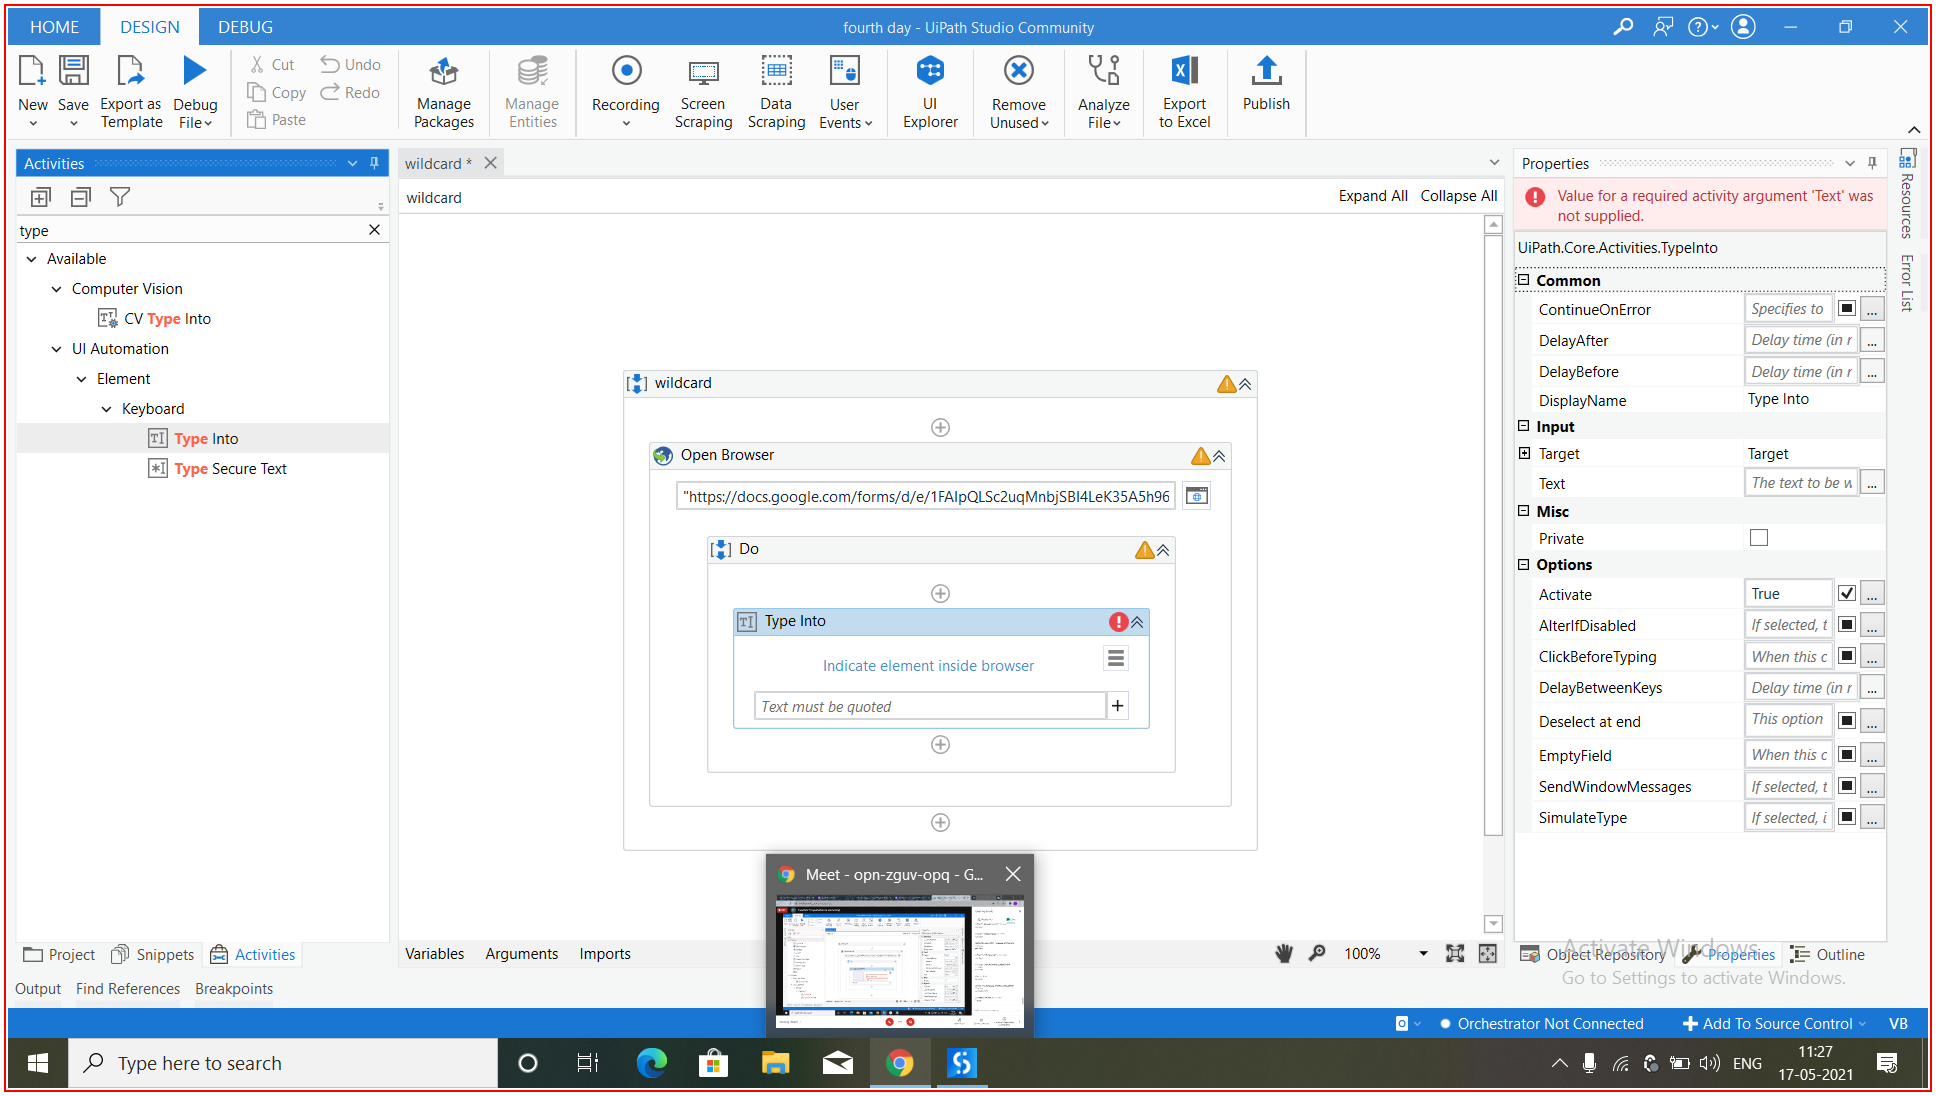 HOME DESIGN DEBUG fourth day - UiPath Studio Community
New Save Export as Template Debug File
Cut Copy Paste Undo Redo
Manage Packages Manage Entities Recording Screen Scraping Data Scraping User Events UI Explorer Remove Unused Analyze File Export to Excel Publish
Activities
type
Available
Computer Vision
CV Type Into
UI Automation
Element
Keyboard
Type Into
Type Secure Text
Project Snippets Activities
wildcard *
wildcard Expand All Collapse All
wildcard
Open Browser
"https://docs.google.com/forms/d/e/1FAIpQLSc2uqMnbjSBI4LeK35A5h96
Do
Type Into
Indicate element inside browser
Text must be quoted
Meet - opn-zguv-opq - G...
Variables Arguments Imports 100%
Properties
Value for a required activity argument 'Text' was
not supplied.
UiPath.Core.Activities.TypeInto
Common
ContinueOnError Specifies to ...
DelayAfter Delay time (in r ...
DelayBefore Delay time (in r ...
DisplayName Type Into
Input
Target Target
Text The text to be w ...
Misc
Private
Options
Activate True ...
AlterIfDisabled If selected, t ...
ClickBeforeTyping When this c ...
DelayBetweenKeys Delay time (in r ...
Deselect at end This option ...
EmptyField When this c ...
SendWindowMessages If selected, t ...
SimulateType If selected, i ...
Object Repository Properties Outline
Activate Windows
Go to Settings to activate Windows.
Resources
Error List
Output Find References Breakpoints
Orchestrator Not Connected Add To Source Control VB
Type here to search
ENG
11:27
17-05-2021